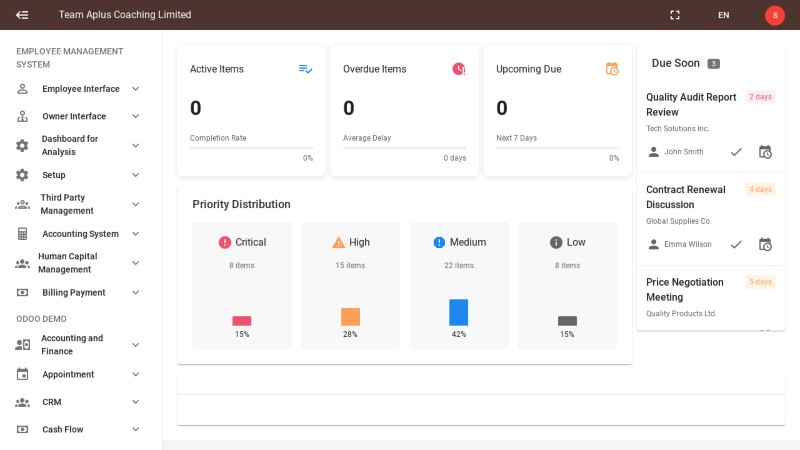 Team Aplus Coaching Limited
EN
S
EMPLOYEE MANAGEMENT
SYSTEM
Employee Interface
Owner Interface
Dashboard for
Analysis
Setup
Third Party
Management
Accounting System
Human Capital
Management
Billing Payment
ODOO DEMO
Accounting and
Finance
Appointment
CRM
Cash Flow
Active Items
0
Completion Rate
0%
Overdue Items
0
Average Delay
0 days
Upcoming Due
0
Next 7 Days
0%
Priority Distribution
Critical
8 items
15%
High
15 items
28%
Medium
22 items
42%
Low
8 items
15%
Due Soon 3
Quality Audit Report
Review
2 days
Tech Solutions Inc.
John Smith
Contract Renewal
Discussion
4 days
Global Supplies Co.
Emma Wilson
Price Negotiation
Meeting
5 days
Quality Products Ltd.